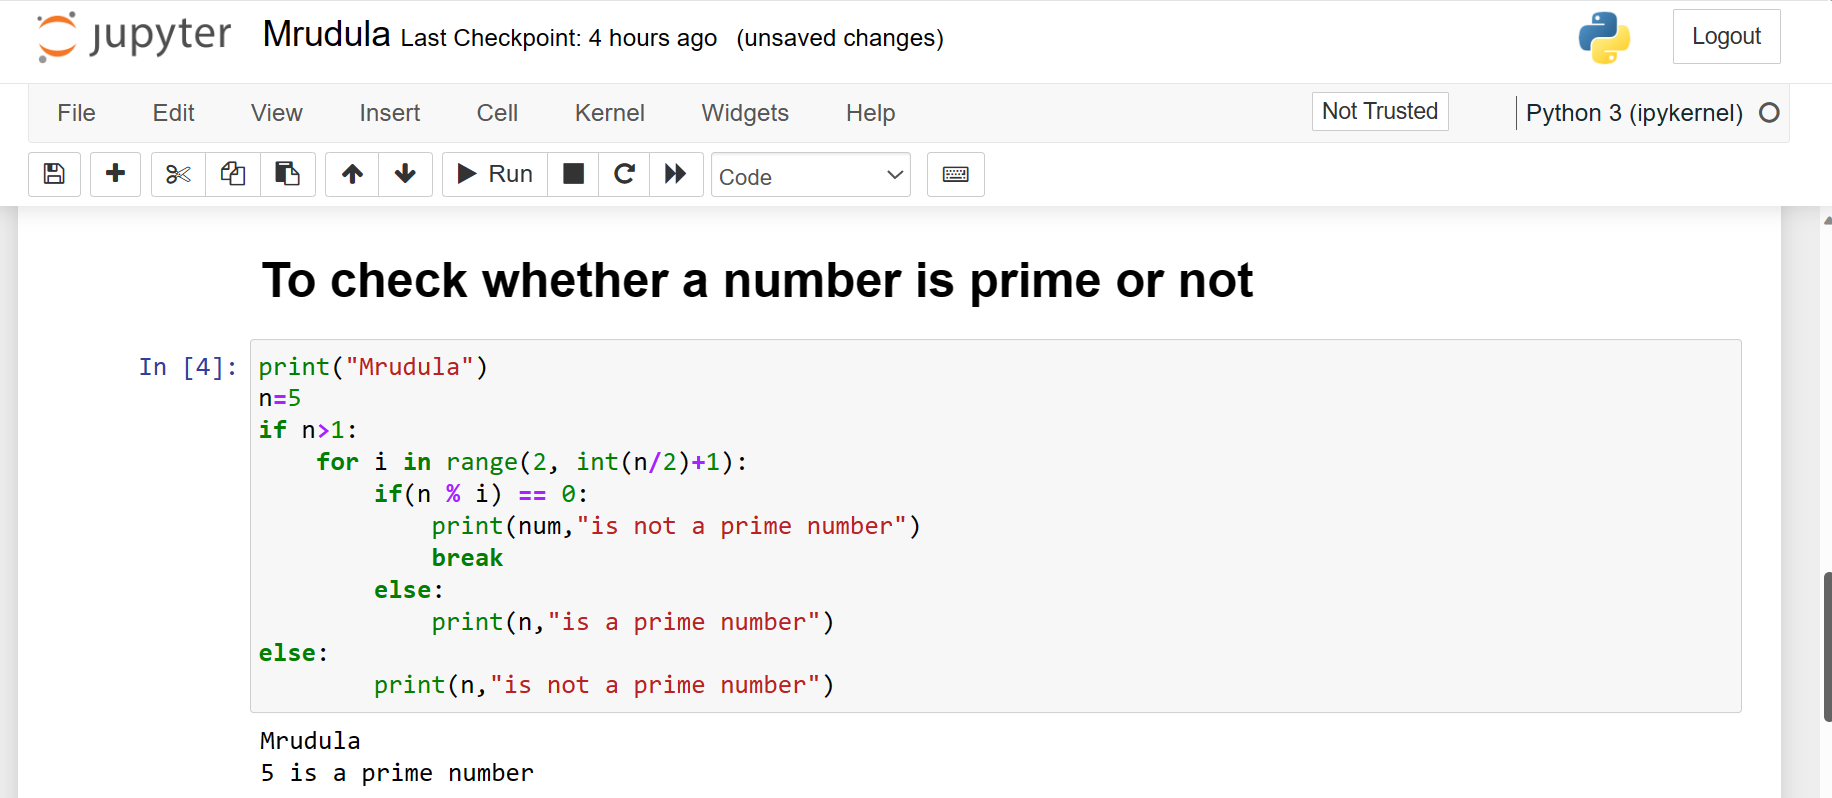 jupyter Mrudula Last Checkpoint: 4 hours ago (unsaved changes) Logout
File Edit View Insert Cell Kernel Widgets Help Not Trusted Python 3 (ipykernel)
Run Code
To check whether a number is prime or not
In [4]: print("Mrudula")
n=5
if n>1:
    for i in range(2, int(n/2)+1):
        if(n % i) == 0:
            print(num,"is not a prime number")
            break
        else:
            print(n,"is a prime number")
else:
        print(n,"is not a prime number")
Mrudula
5 is a prime number